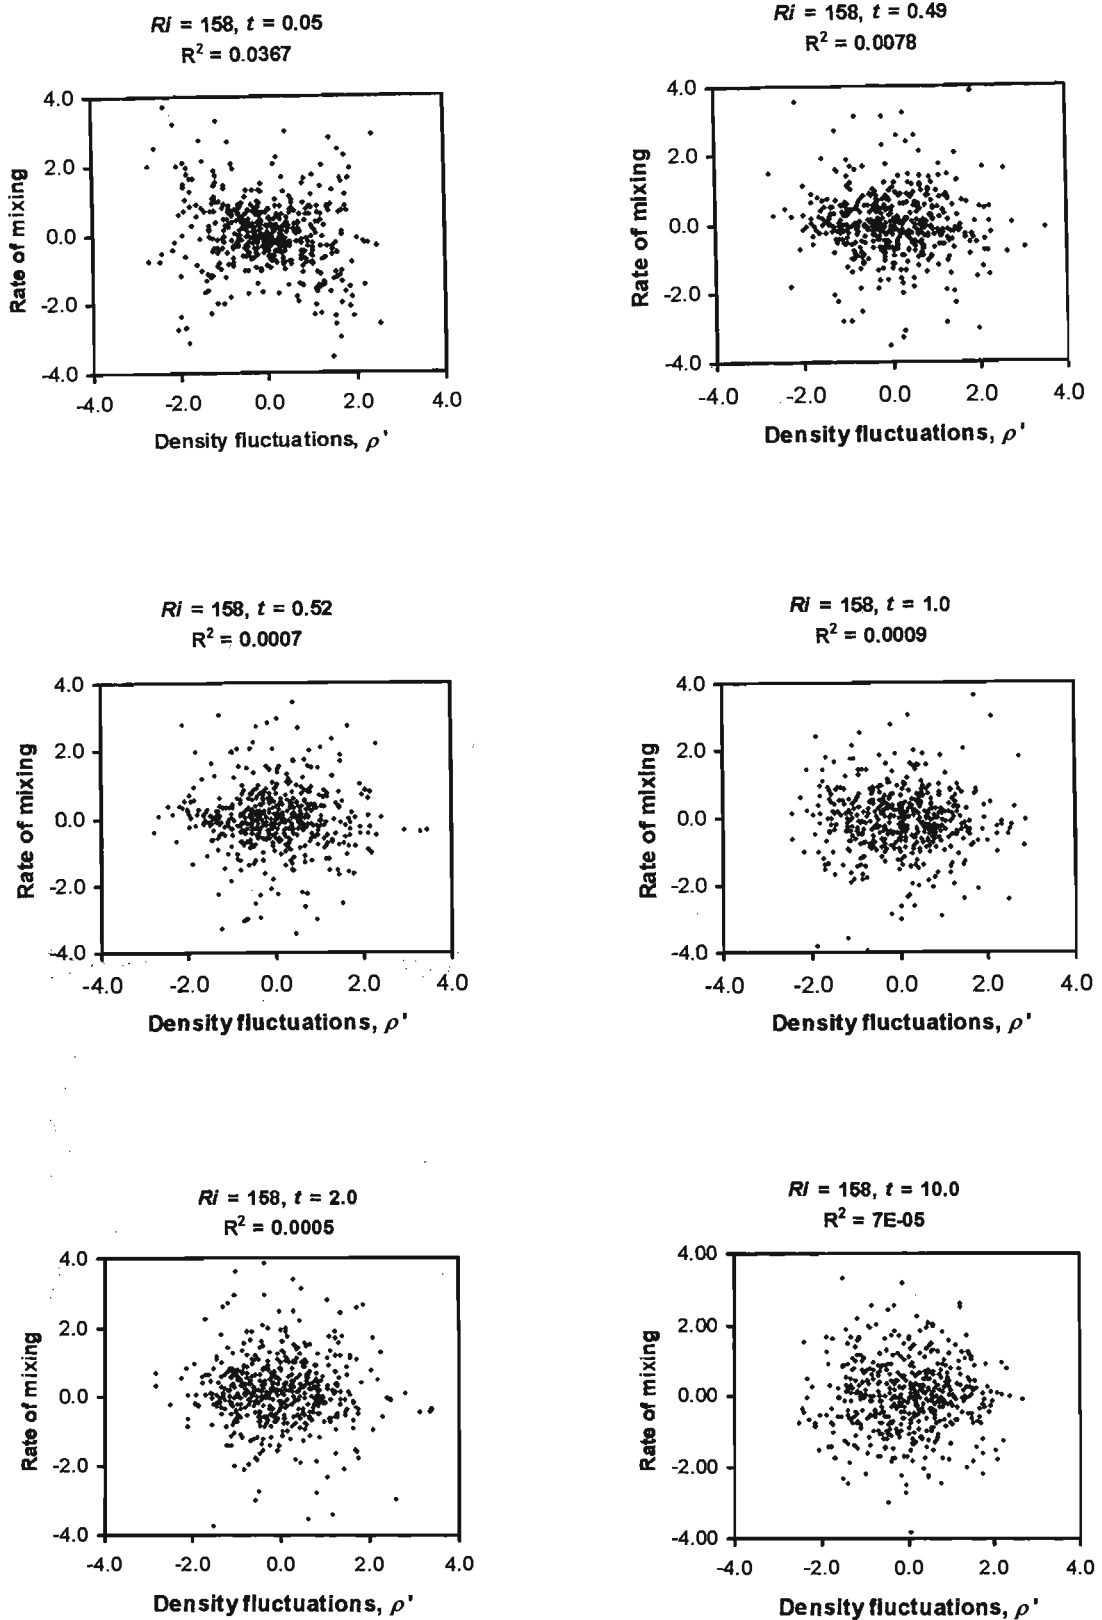 Ri = 158, t = 0.05
R² = 0.0367
4.0
2.0
0.0
-2.0
-4.0
Rate of mixing
-4.0 -2.0 0.0 2.0 4.0
Density fluctuations, ρ'
Ri = 158, t = 0.49
R² = 0.0078
4.0
2.0
0.0
-2.0
-4.0
Rate of mixing
-4.0 -2.0 0.0 2.0 4.0
Density fluctuations, ρ'
Ri = 158, t = 0.52
R² = 0.0007
4.0
2.0
0.0
-2.0
-4.0
Rate of mixing
-4.0 -2.0 0.0 2.0 4.0
Density fluctuations, ρ'
Ri = 158, t = 1.0
R² = 0.0009
4.0
2.0
0.0
-2.0
-4.0
Rate of mixing
-4.0 -2.0 0.0 2.0 4.0
Density fluctuations, ρ'
Ri = 158, t = 2.0
R² = 0.0005
4.0
2.0
0.0
-2.0
-4.0
Rate of mixing
-4.0 -2.0 0.0 2.0 4.0
Density fluctuations, ρ'
Ri = 158, t = 10.0
R² = 7E-05
4.00
2.00
0.00
-2.00
-4.00
Rate of mixing
-4.0 -2.0 0.0 2.0 4.0
Density fluctuations, ρ'